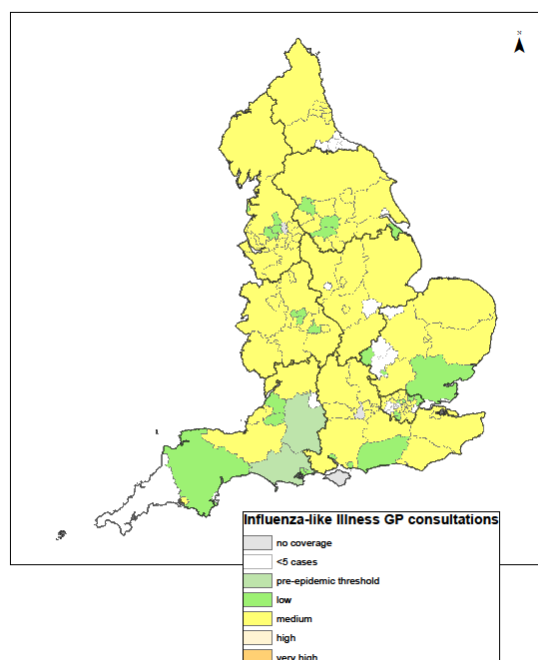 N
Influenza-like Illness GP consultations
no coverage
<5 cases
pre-epidemic threshold
low
medium
high
very high